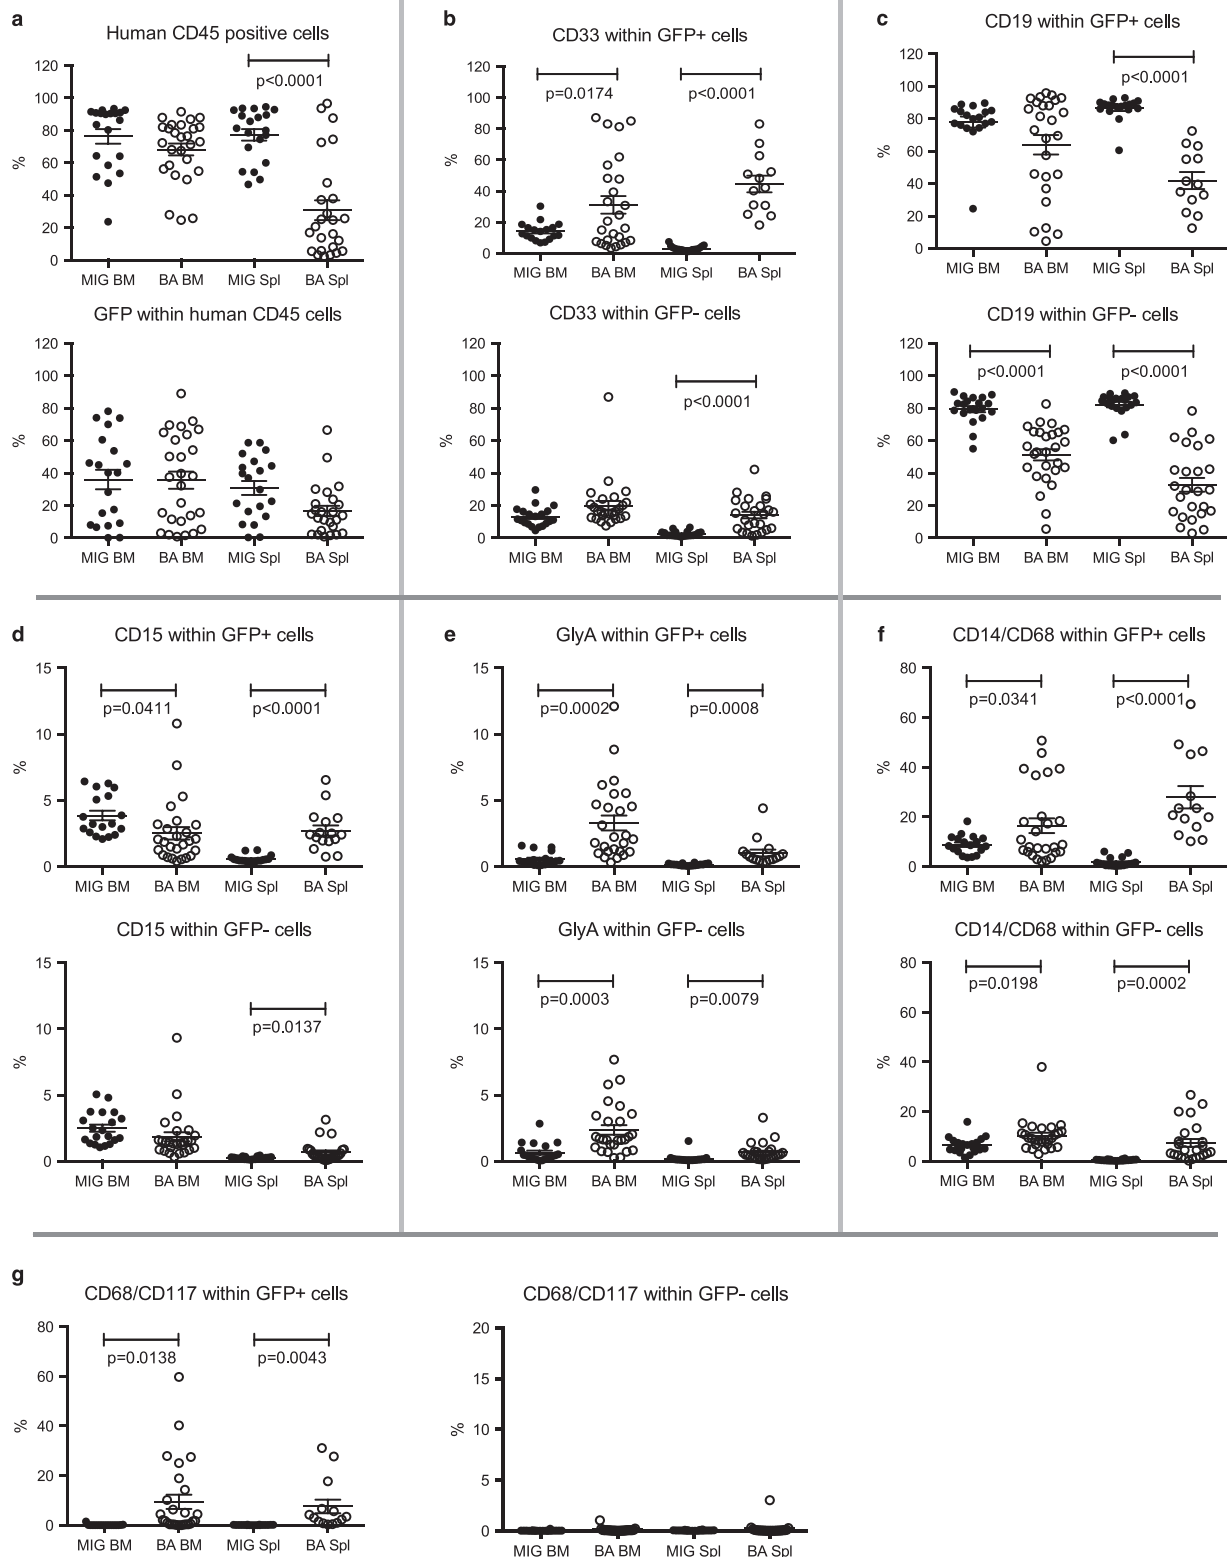 a
Human CD45 positive cells
p<0.0001
120
100
80
60
40
20
0
%
MIG BM
BA BM
MIG Spl
BA Spl
GFP within human CD45 cells
120
100
80
60
40
20
0
%
MIG BM
BA BM
MIG Spl
BA Spl
b
CD33 within GFP+ cells
p=0.0174
p<0.0001
120
100
80
60
40
20
0
%
MIG BM
BA BM
MIG Spl
BA Spl
CD33 within GFP- cells
p<0.0001
120
100
80
60
40
20
0
%
MIG BM
BA BM
MIG Spl
BA Spl
c
CD19 within GFP+ cells
p<0.0001
120
100
80
60
40
20
0
%
MIG BM
BA BM
MIG Spl
BA Spl
CD19 within GFP- cells
p<0.0001
p<0.0001
120
100
80
60
40
20
0
%
MIG BM
BA BM
MIG Spl
BA Spl
d
CD15 within GFP+ cells
p=0.0411
p<0.0001
15
10
5
0
%
MIG BM
BA BM
MIG Spl
BA Spl
CD15 within GFP- cells
p=0.0137
15
10
5
0
%
MIG BM
BA BM
MIG Spl
BA Spl
e
GlyA within GFP+ cells
p=0.0002
p=0.0008
15
10
5
0
%
MIG BM
BA BM
MIG Spl
BA Spl
GlyA within GFP- cells
p=0.0003
p=0.0079
15
10
5
0
%
MIG BM
BA BM
MIG Spl
BA Spl
f
CD14/CD68 within GFP+ cells
p=0.0341
p<0.0001
80
60
40
20
0
%
MIG BM
BA BM
MIG Spl
BA Spl
CD14/CD68 within GFP- cells
p=0.0198
p=0.0002
80
60
40
20
0
%
MIG BM
BA BM
MIG Spl
BA Spl
g
CD68/CD117 within GFP+ cells
p=0.0138
p=0.0043
80
60
40
20
0
%
MIG BM
BA BM
MIG Spl
BA Spl
CD68/CD117 within GFP- cells
20
15
10
5
0
%
MIG BM
BA BM
MIG Spl
BA Spl